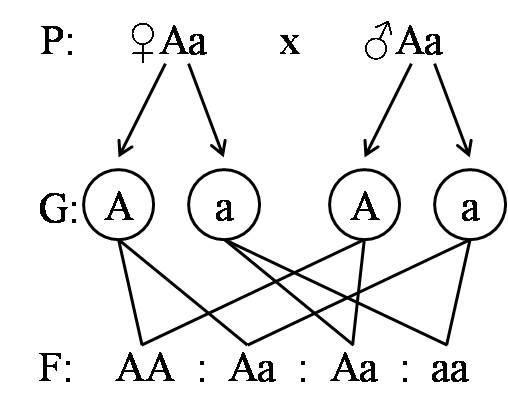 P: ♀Aa x ♂Aa
G: A a A a
F: AA : Aa : Aa : aa